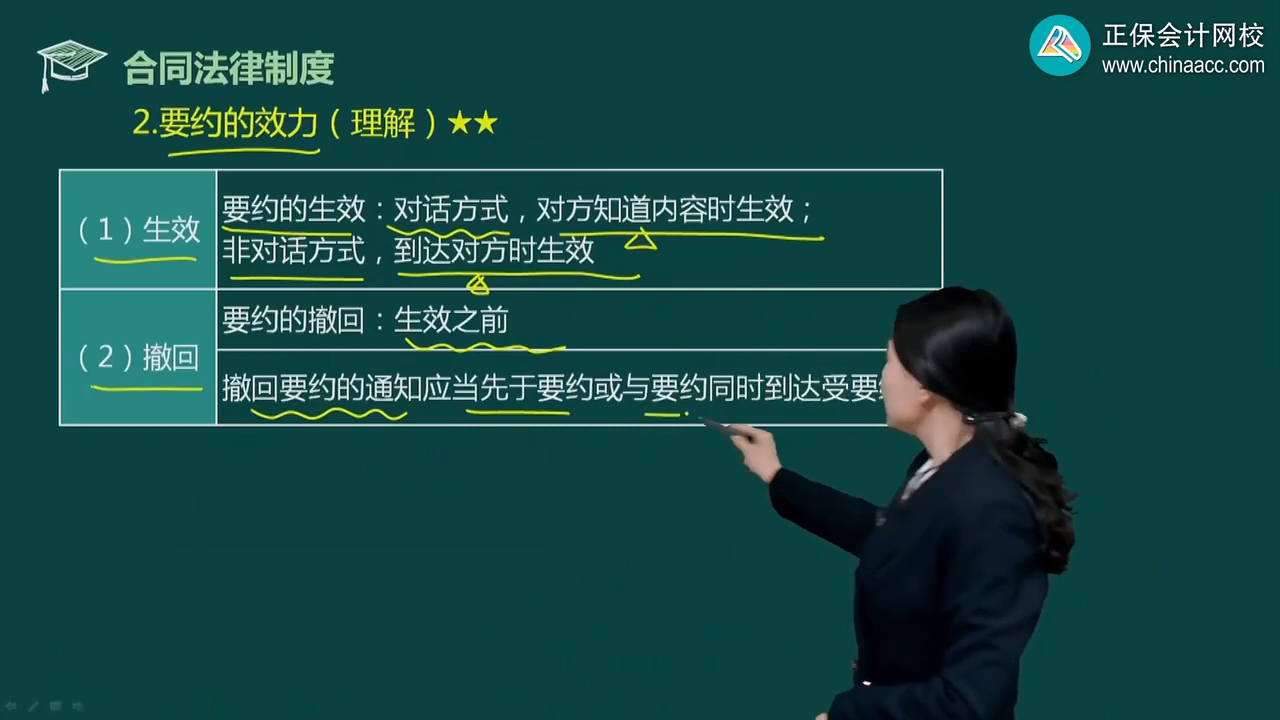 正保会计网校
www.chinaacc.com
合同法律制度
2.要约的效力（理解）★★
（1）生效
要约的生效：对话方式，对方知道内容时生效；
非对话方式，到达对方时生效
（2）撤回
要约的撤回：生效之前
撤回要约的通知应当先于要约或与要约同时到达受要